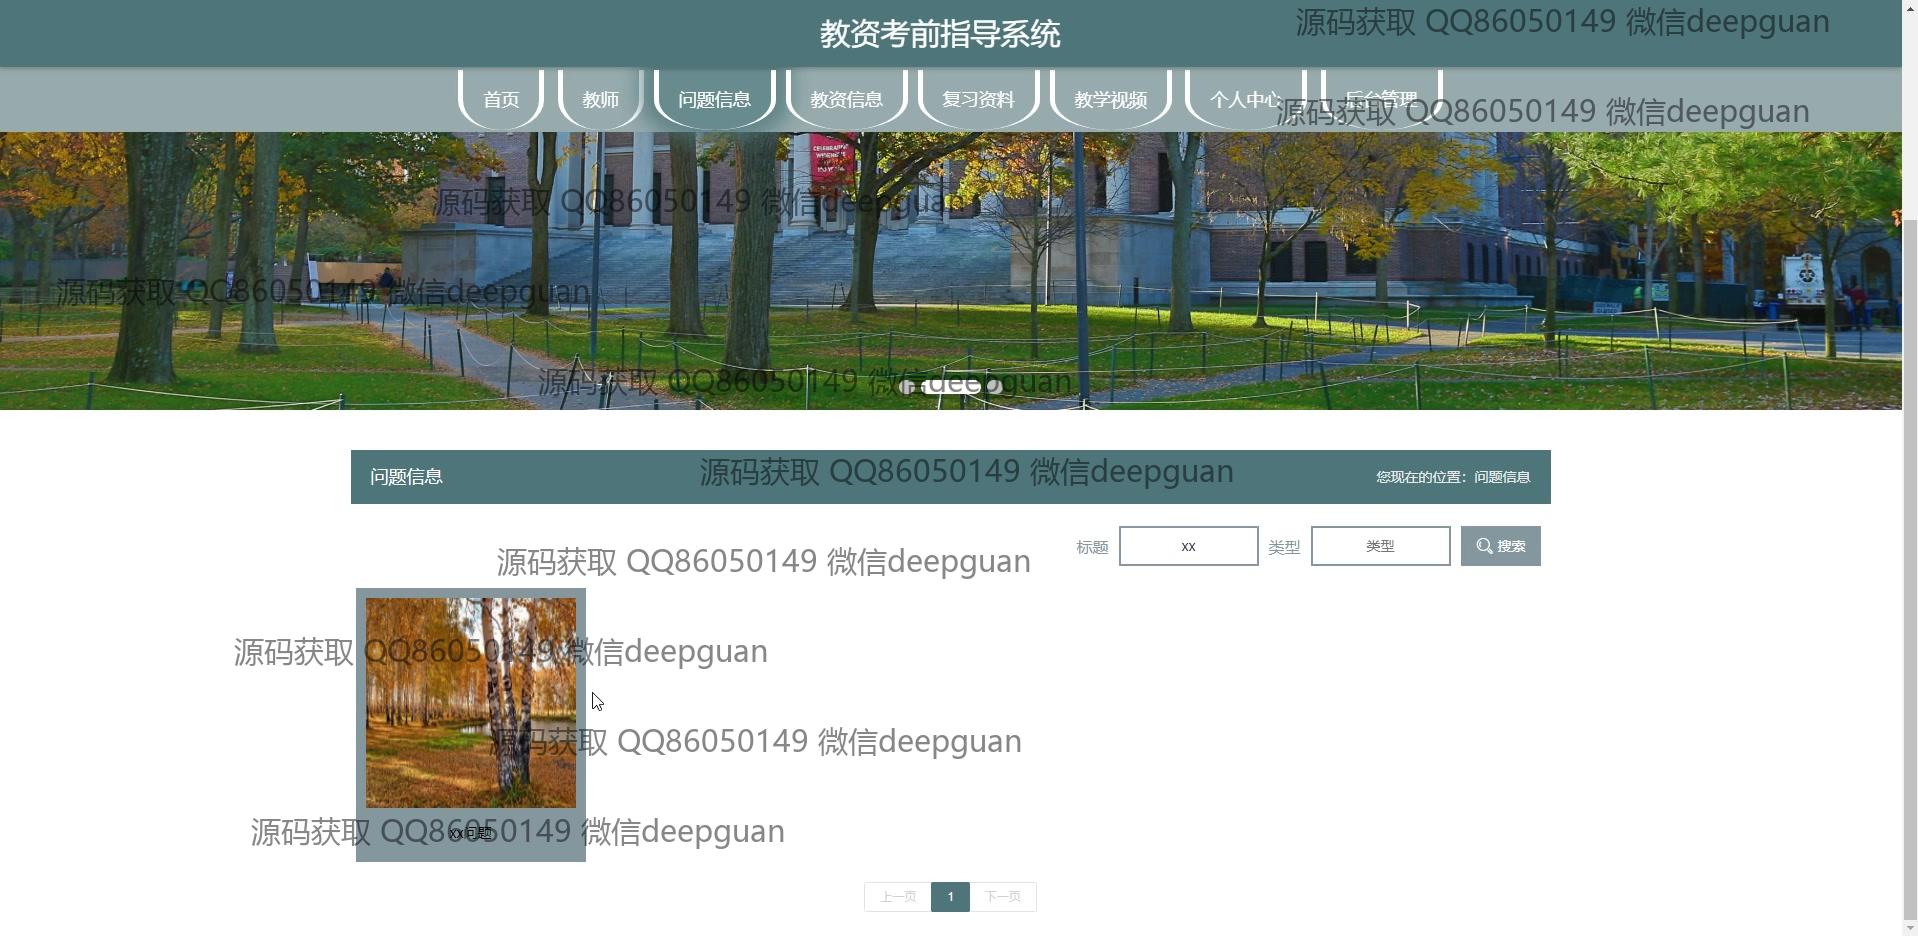 教资考前指导系统
源码获取 QQ86050149 微信deepguan
首页
教师
问题信息
教资信息
复习资料
教学视频
个人中心
后台管理
源码获取 QQ86050149 微信deepguan
CELEBRATING
源码获取 QQ86050149 微信deepguan
源码获取 QQ86050149 微信deepguan
源码获取 QQ86050149 微信deepguan
问题信息
源码获取 QQ86050149 微信deepguan
您现在的位置：问题信息
标题
xx
类型
类型
搜索
源码获取 QQ86050149 微信deepguan
源码获取 QQ86050149 微信deepguan
源码获取 QQ86050149 微信deepguan
源码获取 QQ86050149 微信deepguan
xx问题
上一页
1
下一页